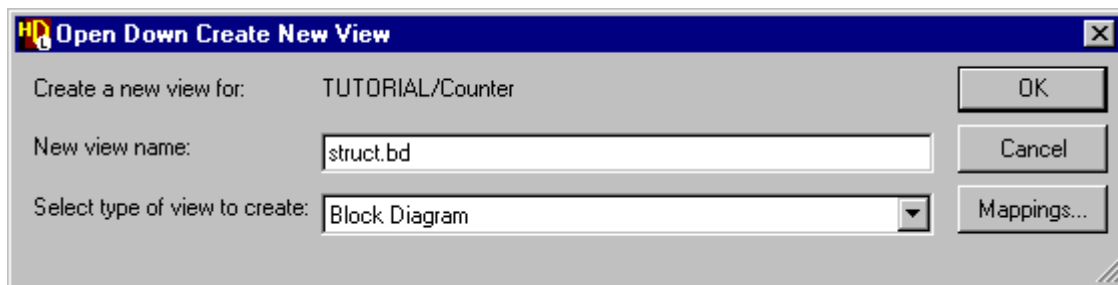 Open Down Create New View
Create a new view for: TUTORIAL/Counter OK
New view name: struct.bd Cancel
Select type of view to create: Block Diagram Mappings...